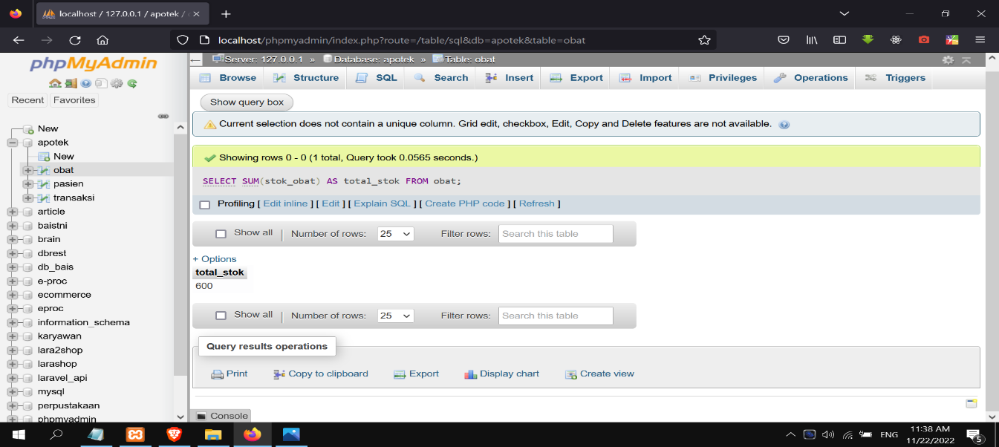 localhost / 127.0.0.1 / apotek /
localhost/phpmyadmin/index.php?route=/table/sql&db=apotek&table=obat
phpMyAdmin
Recent Favorites
New
apotek
New
obat
pasien
transaksi
article
baistni
brain
dbrest
db_bais
e-proc
ecommerce
eproc
information_schema
karyawan
lara2shop
larashop
laravel_api
mysql
perpustakaan
phpmyadmin
Server: 127.0.0.1 » Database: apotek » Table: obat
Browse Structure SQL Search Insert Export Import Privileges Operations Triggers
Show query box
Current selection does not contain a unique column. Grid edit, checkbox, Edit, Copy and Delete features are not available.
Showing rows 0 - 0 (1 total, Query took 0.0565 seconds.)
SELECT SUM(stok_obat) AS total_stok FROM obat;
Profiling [ Edit inline ] [ Edit ] [ Explain SQL ] [ Create PHP code ] [ Refresh ]
Show all | Number of rows: 25 Filter rows: Search this table
+ Options
total_stok
600
Show all | Number of rows: 25 Filter rows: Search this table
Query results operations
Print Copy to clipboard Export Display chart Create view
Console
ENG 11:38 AM
11/22/2022 5